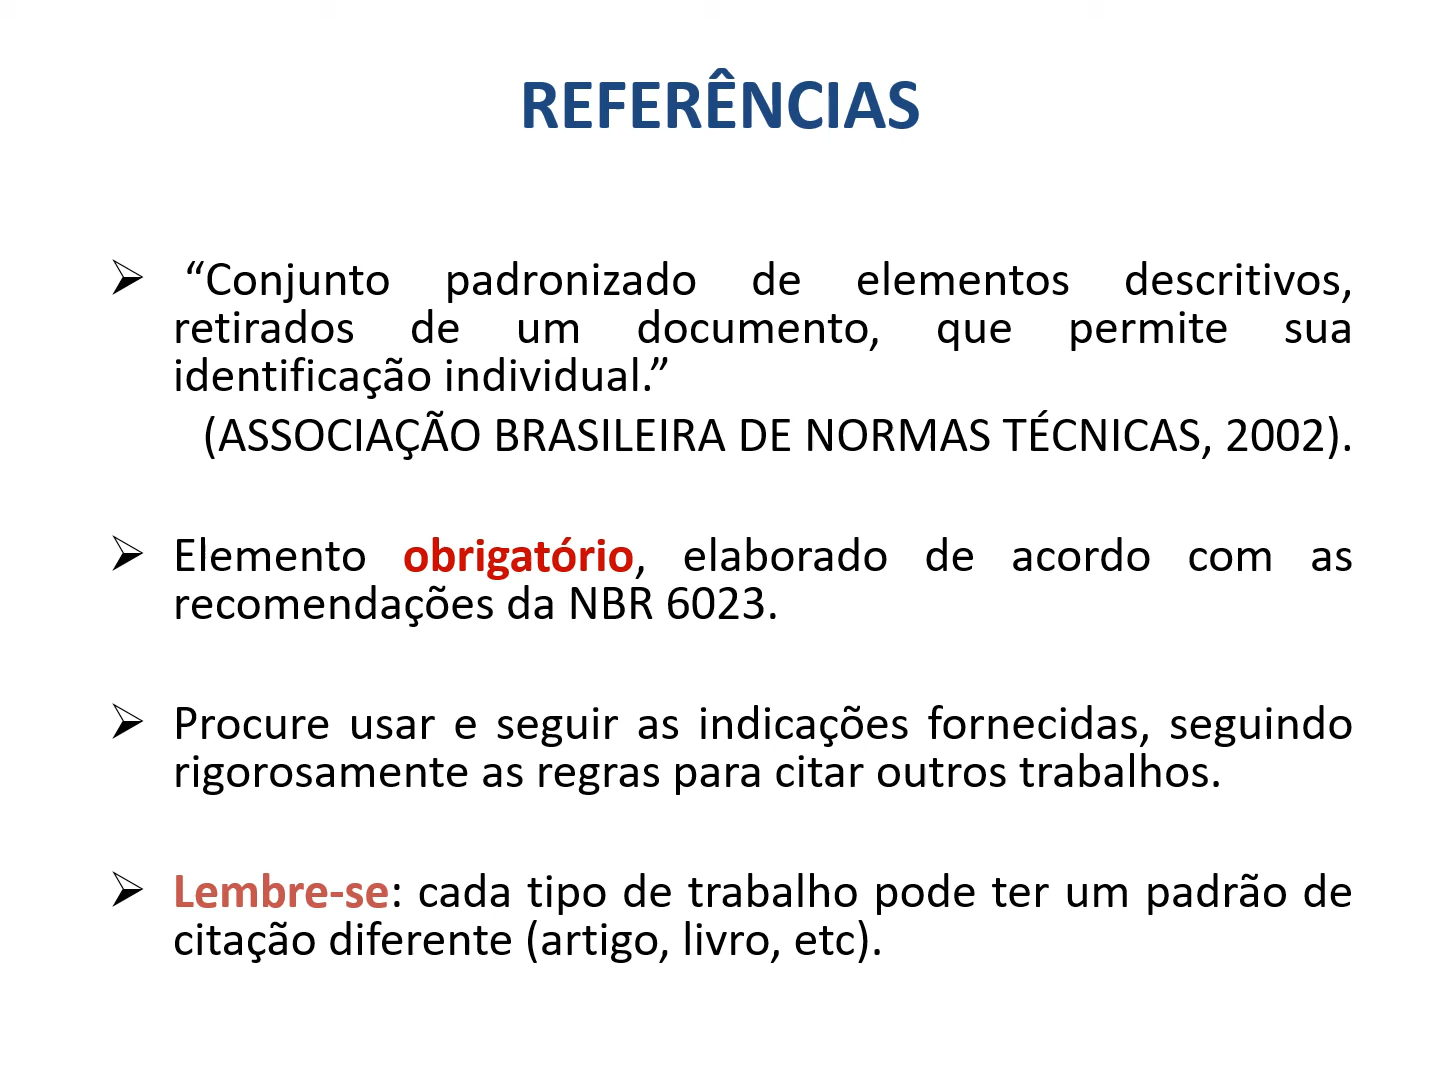 REFERÊNCIAS
➢ “Conjunto padronizado de elementos descritivos,
retirados de um documento, que permite sua
identificação individual.”
(ASSOCIAÇÃO BRASILEIRA DE NORMAS TÉCNICAS, 2002).
➢ Elemento obrigatório, elaborado de acordo com as
recomendações da NBR 6023.
➢ Procure usar e seguir as indicações fornecidas, seguindo
rigorosamente as regras para citar outros trabalhos.
➢ Lembre-se: cada tipo de trabalho pode ter um padrão de
citação diferente (artigo, livro, etc).